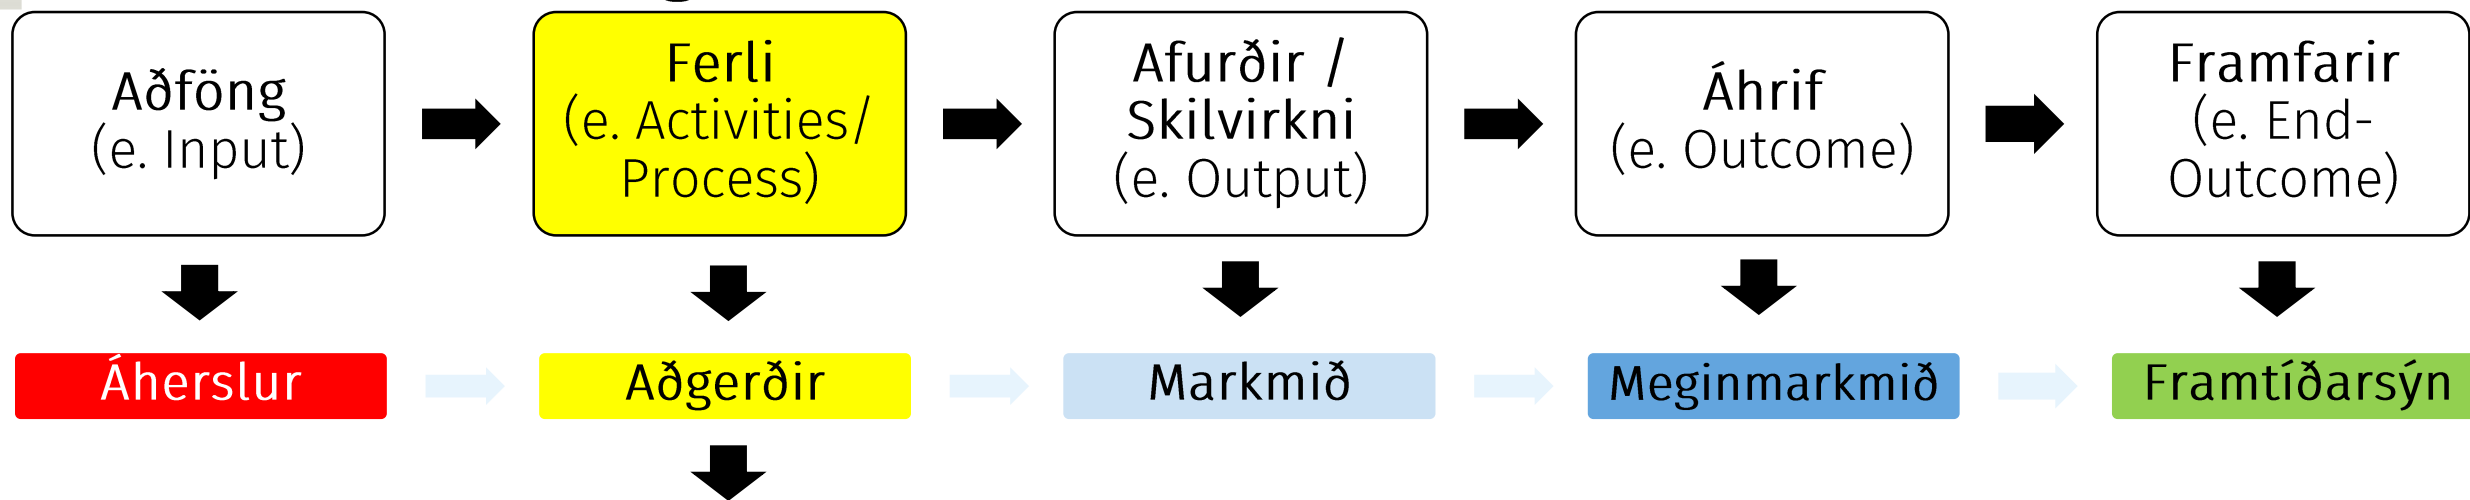 Aðföng
(e. Input)
Ferli
(e. Activities/
Process)
Afurðir /
Skilvirkni
(e. Output)
Áhrif
(e. Outcome)
Framfarir
(e. End-
Outcome)
Áherslur
Aðgerðir
Markmið
Meginmarkmið
Framtíðarsýn